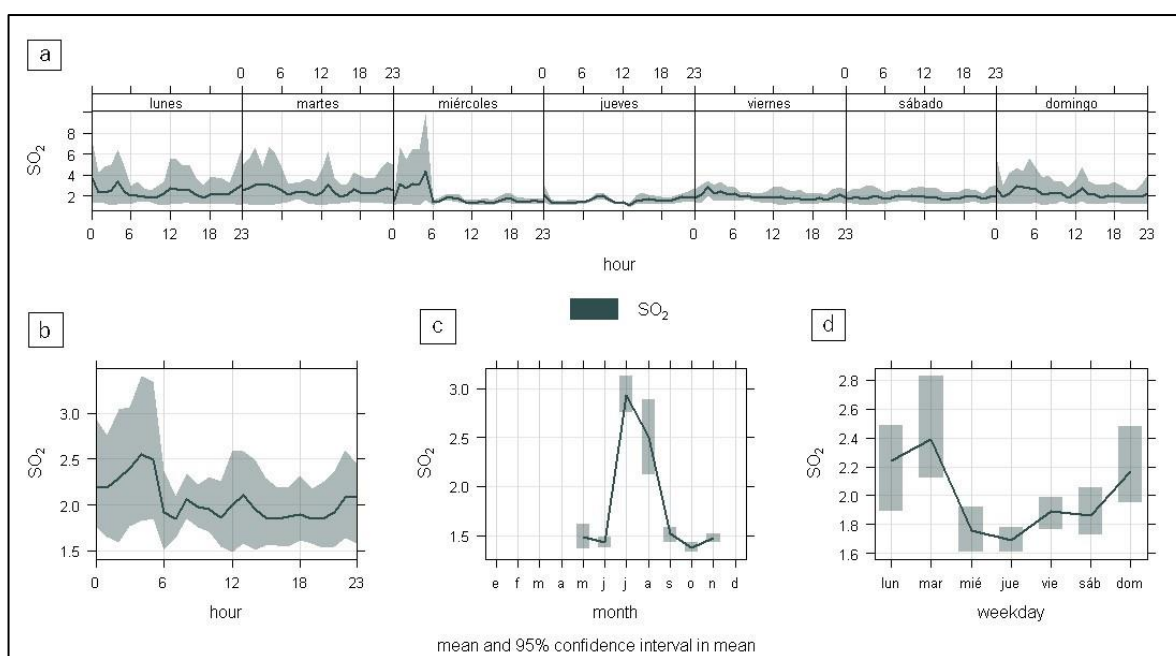 a
0 6 12 18 23 0 6 12 18 23 0 6 12 18 23
lunes martes miércoles jueves viernes sábado domingo
8
6
4
2
SO₂
0 6 12 18 23 0 6 12 18 23 0 6 12 18 23 0 6 12 18 23
hour
SO₂
b
3.0
2.5
2.0
1.5
SO₂
0 6 12 18 23
hour
c
3.0
2.5
2.0
1.5
SO₂
e f m a m j j a s o n d
month
d
2.8
2.6
2.4
2.2
2.0
1.8
1.6
SO₂
lun mar mié jue vie sáb dom
weekday
mean and 95% confidence interval in mean